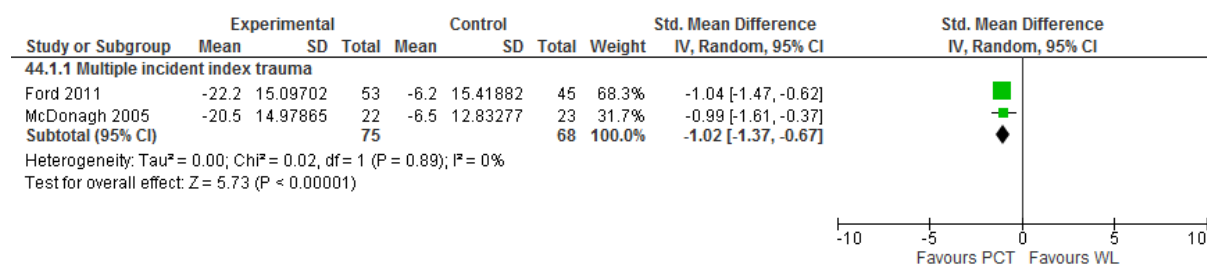 Experimental Control Std. Mean Difference Std. Mean Difference
Study or Subgroup Mean SD Total Mean SD Total Weight IV, Random, 95% CI IV, Random, 95% CI
44.1.1 Multiple incident index trauma
Ford 2011 -22.2 15.09702 53 -6.2 15.41882 45 68.3% -1.04 [-1.47, -0.62]
McDonagh 2005 -20.5 14.97865 22 -6.5 12.83277 23 31.7% -0.99 [-1.61, -0.37]
Subtotal (95% CI) 75 68 100.0% -1.02 [-1.37, -0.67]
Heterogeneity: Tau² = 0.00; Chi² = 0.02, df = 1 (P = 0.89); I² = 0%
Test for overall effect: Z = 5.73 (P < 0.00001)
-10 -5 0 5 10
Favours PCT Favours WL